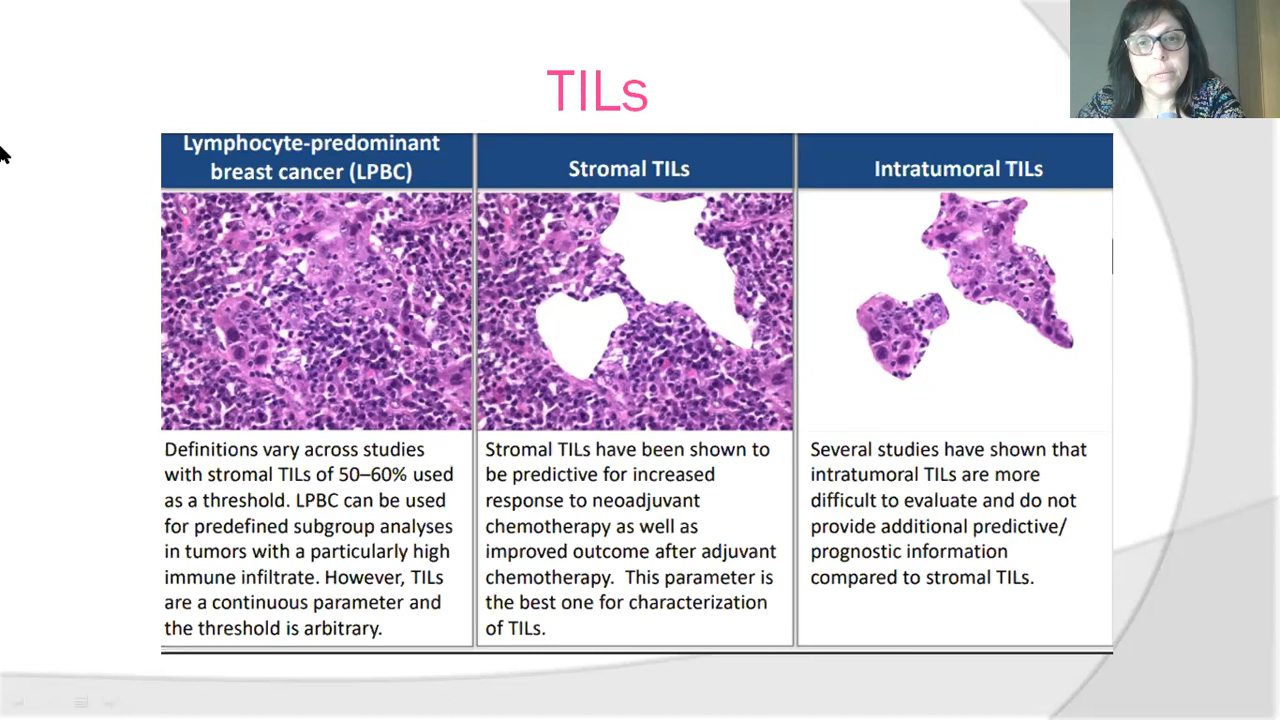 TILs
Lymphocyte-predominant
breast cancer (LPBC)
Stromal TILs
Intratumoral TILs
Definitions vary across studies
with stromal TILs of 50–60% used
as a threshold. LPBC can be used
for predefined subgroup analyses
in tumors with a particularly high
immune infiltrate. However, TILs
are a continuous parameter and
the threshold is arbitrary.
Stromal TILs have been shown to
be predictive for increased
response to neoadjuvant
chemotherapy as well as
improved outcome after adjuvant
chemotherapy.  This parameter is
the best one for characterization
of TILs.
Several studies have shown that
intratumoral TILs are more
difficult to evaluate and do not
provide additional predictive/
prognostic information
compared to stromal TILs.